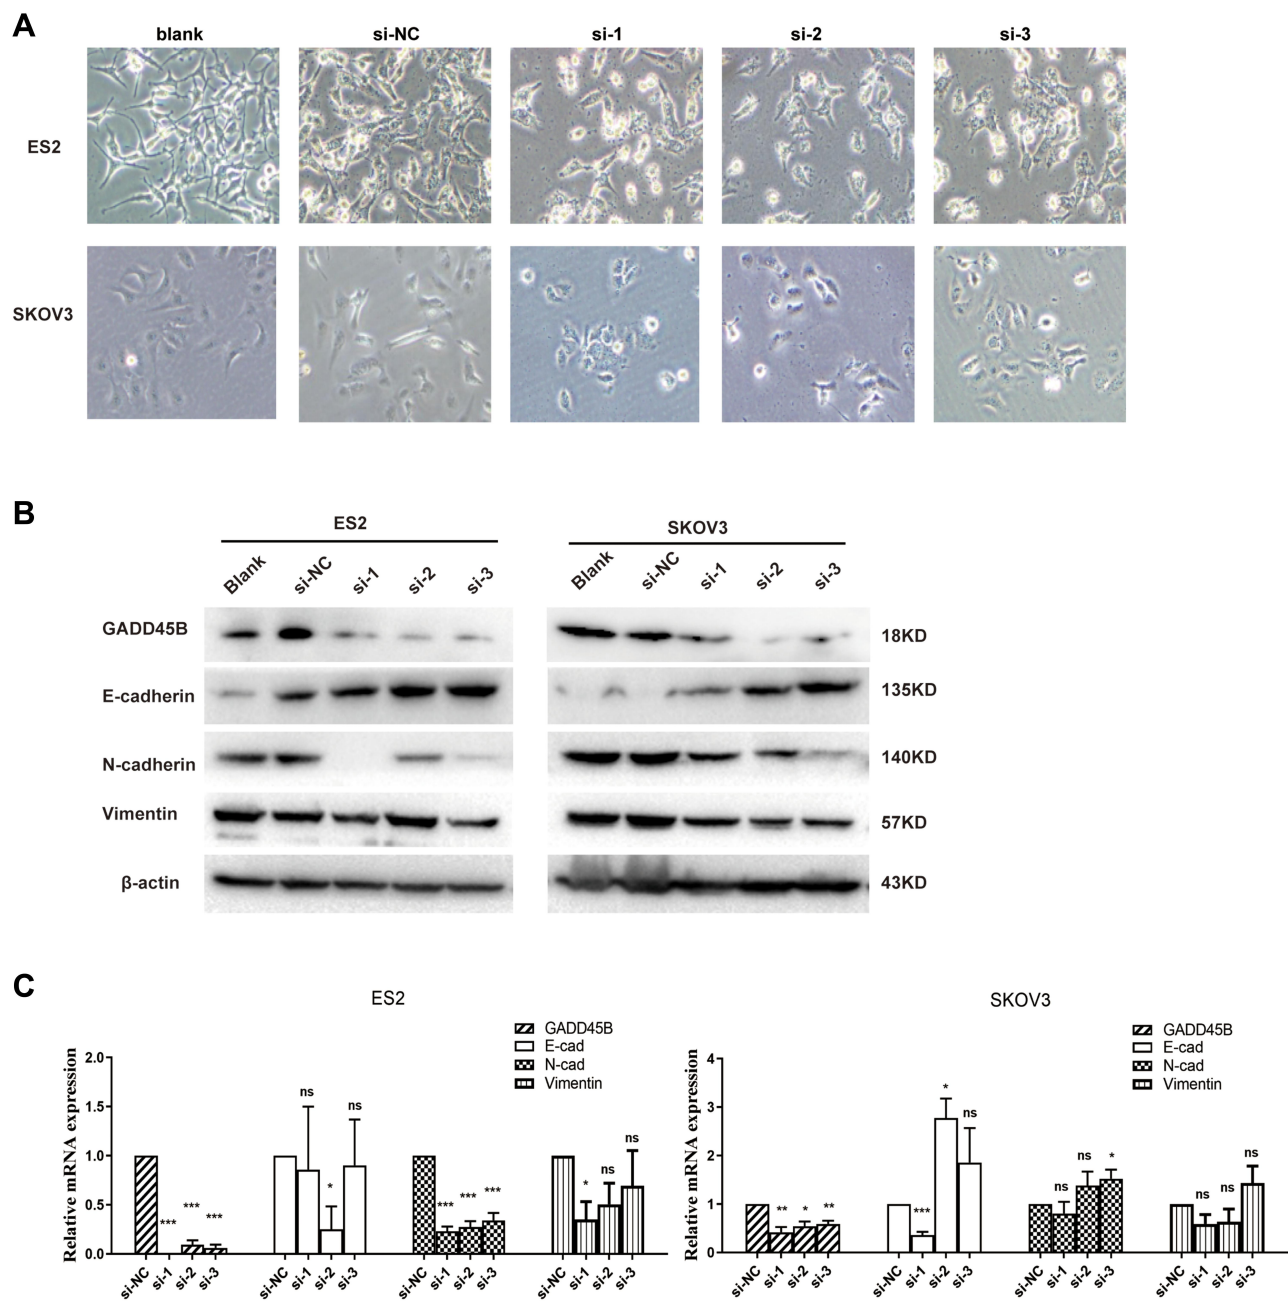 A
blank si-NC si-1 si-2 si-3
ES2
SKOV3
B
ES2 SKOV3
Blank si-NC si-1 si-2 si-3 Blank si-NC si-1 si-2 si-3
GADD45B 18KD
E-cadherin 135KD
N-cadherin 140KD
Vimentin 57KD
β-actin 43KD
C
ES2
GADD45B
E-cad
N-cad
Vimentin
Relative mRNA expression
2.0
1.5
1.0
0.5
0.0
*** *** ***
ns * ns
*** *** ***
* ns ns
si-NC si-1 si-2 si-3 si-NC si-1 si-2 si-3 si-NC si-1 si-2 si-3 si-NC si-1 si-2 si-3
SKOV3
GADD45B
E-cad
N-cad
Vimentin
Relative mRNA expression
4
3
2
1
0
** * **
*** * ns
ns ns *
ns ns ns
si-NC si-1 si-2 si-3 si-NC si-1 si-2 si-3 si-NC si-1 si-2 si-3 si-NC si-1 si-2 si-3